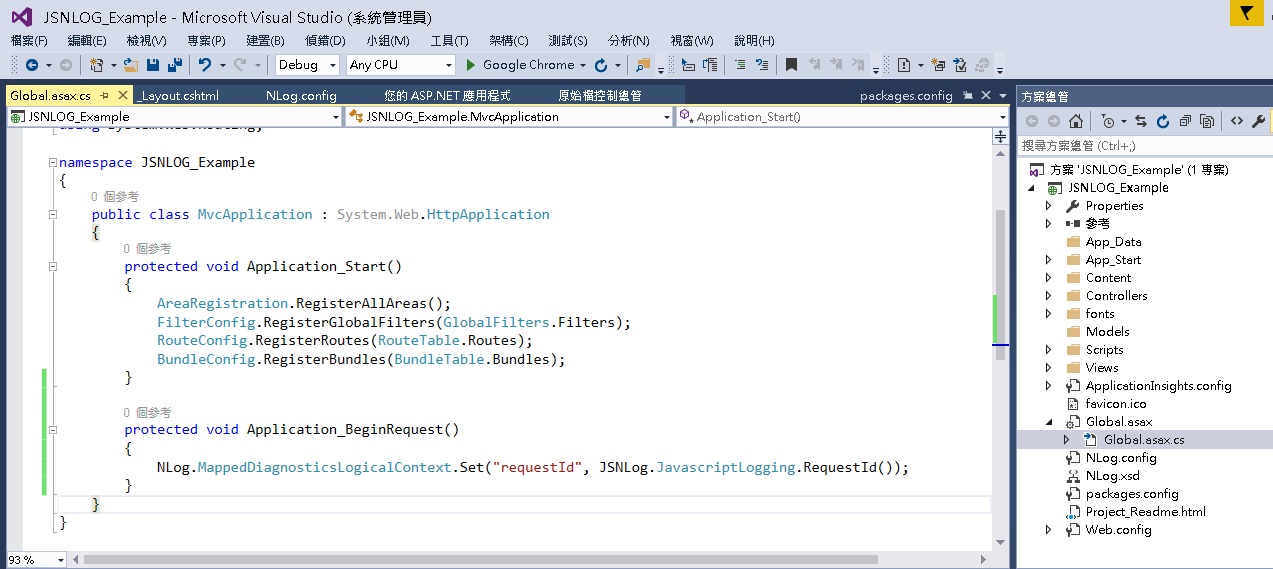 JSNLOG_Example - Microsoft Visual Studio (系統管理員)
檔案(F) 編輯(E) 檢視(V) 專案(P) 建置(B) 偵錯(D) 小組(M) 工具(T) 架構(C) 測試(S) 分析(N) 視窗(W) 說明(H)
Debug Any CPU Google Chrome
Global.asax.cs _Layout.cshtml NLog.config 您的 ASP.NET 應用程式 原始檔控制總管 packages.config
JSNLOG_Example JSNLOG_Example.MvcApplication Application_Start()
using System.Web.Routing;
namespace JSNLOG_Example
{
0 個參考
public class MvcApplication : System.Web.HttpApplication
{
0 個參考
protected void Application_Start()
{
AreaRegistration.RegisterAllAreas();
FilterConfig.RegisterGlobalFilters(GlobalFilters.Filters);
RouteConfig.RegisterRoutes(RouteTable.Routes);
BundleConfig.RegisterBundles(BundleTable.Bundles);
}
0 個參考
protected void Application_BeginRequest()
{
NLog.MappedDiagnosticsLogicalContext.Set("requestId", JSNLog.JavascriptLogging.RequestId());
}
}
}
93 %
方案總管
搜尋方案總管 (Ctrl+;)
方案 'JSNLOG_Example' (1 專案)
JSNLOG_Example
Properties
參考
App_Data
App_Start
Content
Controllers
fonts
Models
Scripts
Views
ApplicationInsights.config
favicon.ico
Global.asax
Global.asax.cs
NLog.config
NLog.xsd
packages.config
Project_Readme.html
Web.config